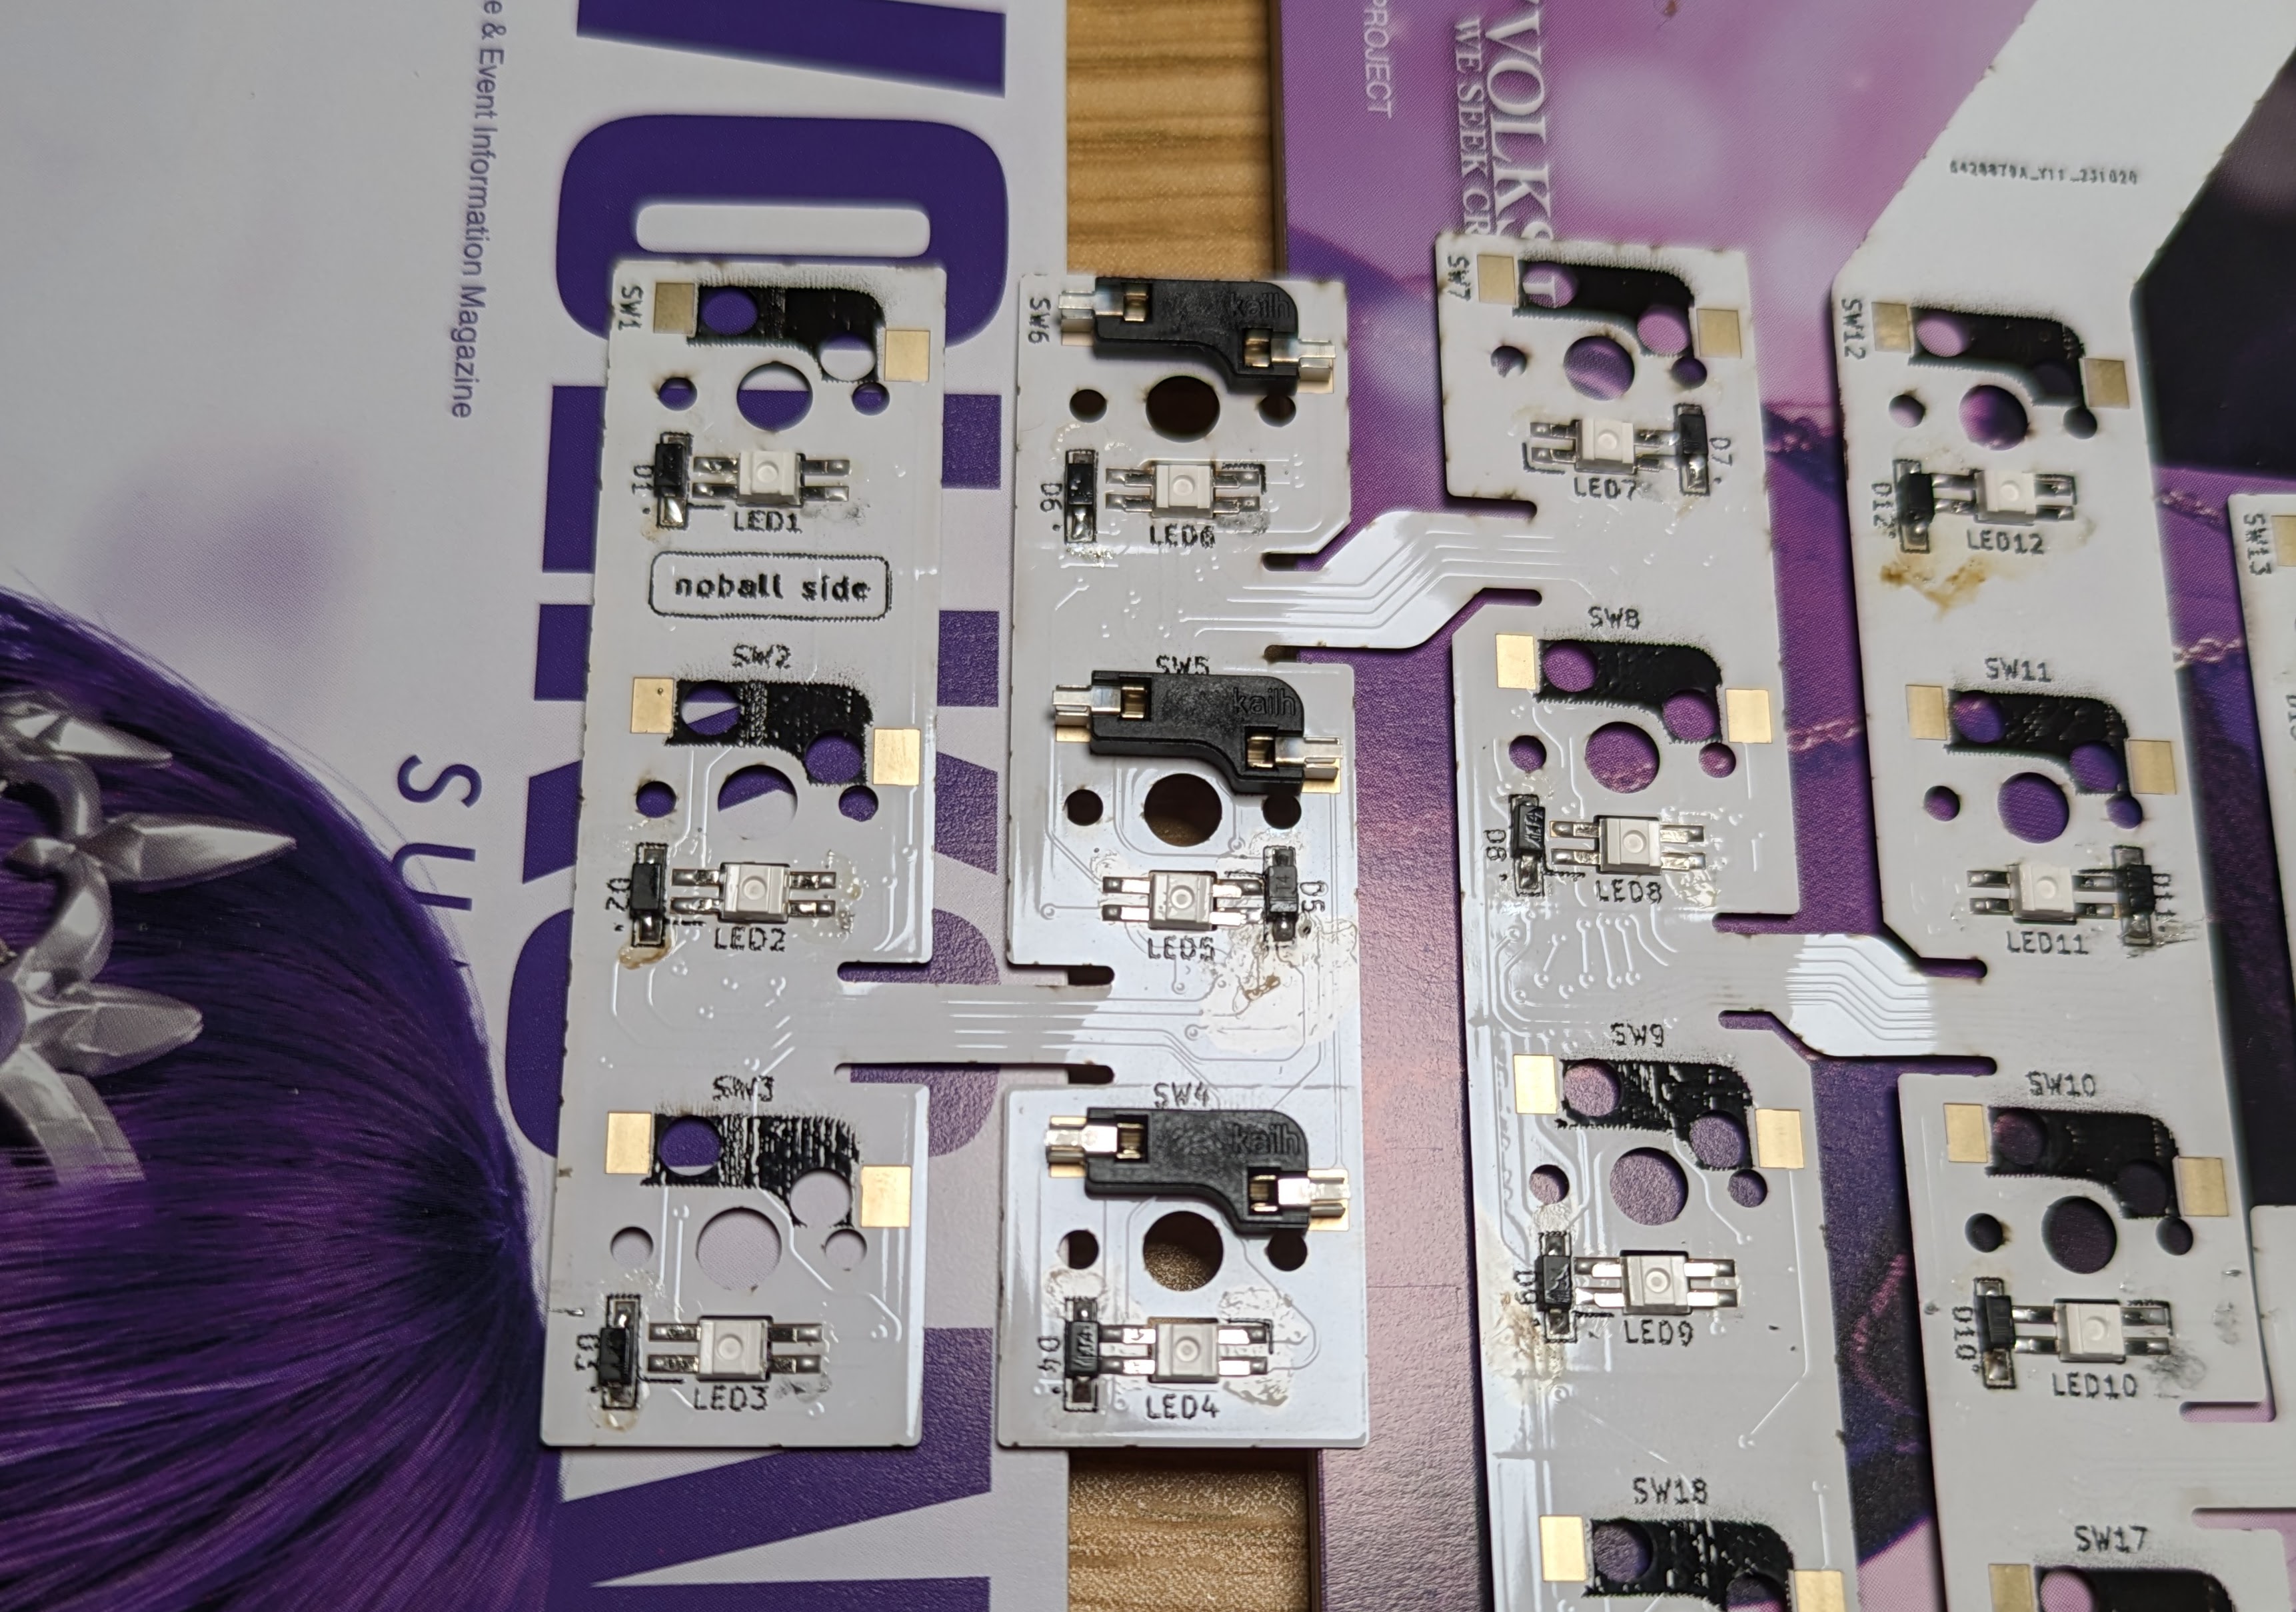 e & Event Information Magazine
PROJECT
VOLKS
WE SEEK CR
6428879A_Y11_231026
SW1
D1
LED1
noball side
SW2
D2
LED2
SW3
D3
LED3
SW6
kailh
D6
LED6
SW5
kailh
D5
LED5
SW4
kailh
D4
LED4
SW7
D7
LED7
SW8
D8
LED8
SW9
D9
LED9
SW18
SW12
D12
LED12
SW11
D11
LED11
SW10
D10
LED10
SW17
SW13